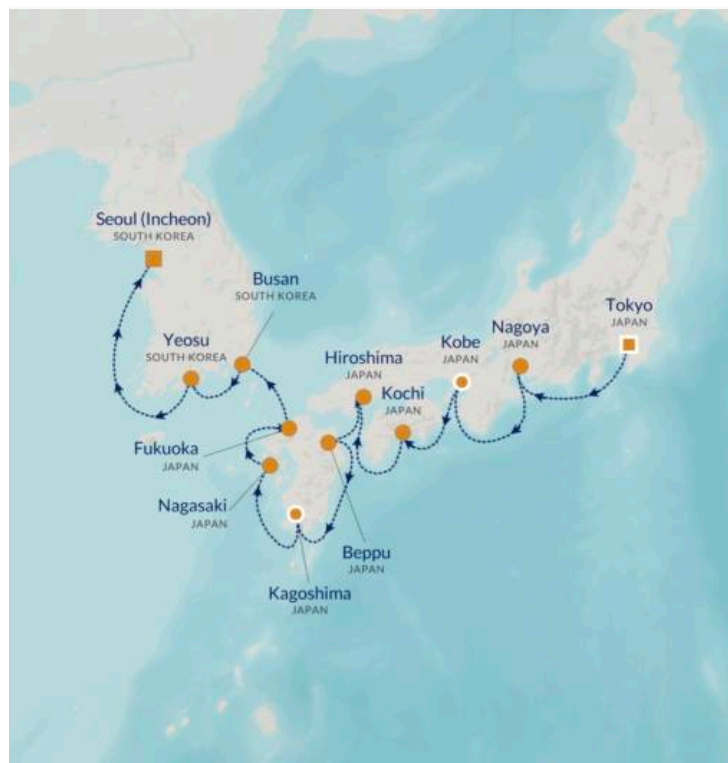 Seoul (Incheon)
SOUTH KOREA
Busan
SOUTH KOREA
Yeosu
SOUTH KOREA
Tokyo
JAPAN
Nagoya
JAPAN
Kobe
JAPAN
Hiroshima
JAPAN
Kochi
JAPAN
Fukuoka
JAPAN
Nagasaki
JAPAN
Beppu
JAPAN
Kagoshima
JAPAN